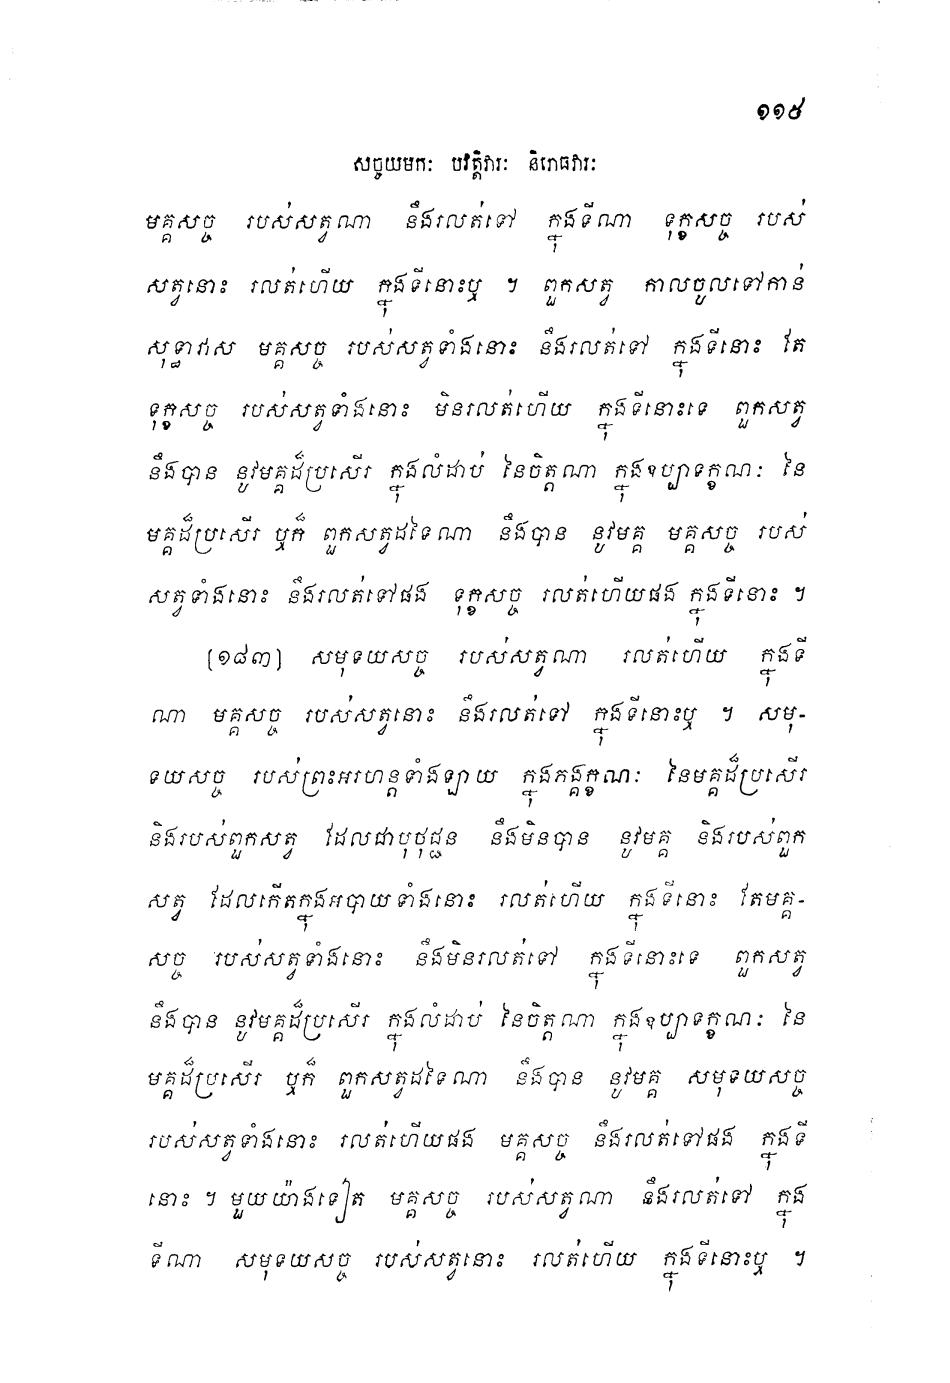 ១១៥
សច្ចយមកៈ បវត្តិវារៈ និរោធវារៈ
មគ្គសច្ច របស់សត្វណា នឹងរលត់ទៅ ក្នុងទីណា ទុក្ខសច្ច របស់
សត្វនោះ រលត់ហើយ ក្នុងទីនោះឬ ។ ពួកសត្វ កាលចូលទៅកាន់
សុទ្ធាវាស មគ្គសច្ច របស់សត្វទាំងនោះ នឹងរលត់ទៅ ក្នុងទីនោះ តែ
ទុក្ខសច្ច របស់សត្វទាំងនោះ មិនរលត់ហើយ ក្នុងទីនោះទេ ពួកសត្វ
នឹងបាន នូវមគ្គដ៏ប្រសើរ ក្នុងលំដាប់ នៃចិត្តណា ក្នុងឧប្បាទក្ខណៈ នៃ
មគ្គដ៏ប្រសើរ ឬក៏ ពួកសត្វដទៃណា នឹងបាន នូវមគ្គ មគ្គសច្ច របស់
សត្វទាំងនោះ នឹងរលត់ទៅផង ទុក្ខសច្ច រលត់ហើយផង ក្នុងទីនោះ ។
(១៨៣) សមុទយសច្ច របស់សត្វណា រលត់ហើយ ក្នុងទី
ណា មគ្គសច្ច របស់សត្វនោះ នឹងរលត់ទៅ ក្នុងទីនោះឬ ។ សមុ-
ទយសច្ច របស់ព្រះអរហន្តទាំងឡាយ ក្នុងភង្គក្ខណៈ នៃមគ្គដ៏ប្រសើរ
និងរបស់ពួកសត្វ ដែលជាបុថុជ្ជន នឹងមិនបាន នូវមគ្គ និងរបស់ពួក
សត្វ ដែលកើតក្នុងអបាយទាំងនោះ រលត់ហើយ ក្នុងទីនោះ តែមគ្គ-
សច្ច របស់សត្វទាំងនោះ នឹងមិនរលត់ទៅ ក្នុងទីនោះទេ ពួកសត្វ
នឹងបាន នូវមគ្គដ៏ប្រសើរ ក្នុងលំដាប់ នៃចិត្តណា ក្នុងឧប្បាទក្ខណៈ នៃ
មគ្គដ៏ប្រសើរ ឬក៏ ពួកសត្វដទៃណា នឹងបាន នូវមគ្គ សមុទយសច្ច
របស់សត្វទាំងនោះ រលត់ហើយផង មគ្គសច្ច នឹងរលត់ទៅផង ក្នុងទី
នោះ ។ មួយយ៉ាងទៀត មគ្គសច្ច របស់សត្វណា នឹងរលត់ទៅ ក្នុង
ទីណា សមុទយសច្ច របស់សត្វនោះ រលត់ហើយ ក្នុងទីនោះឬ ។